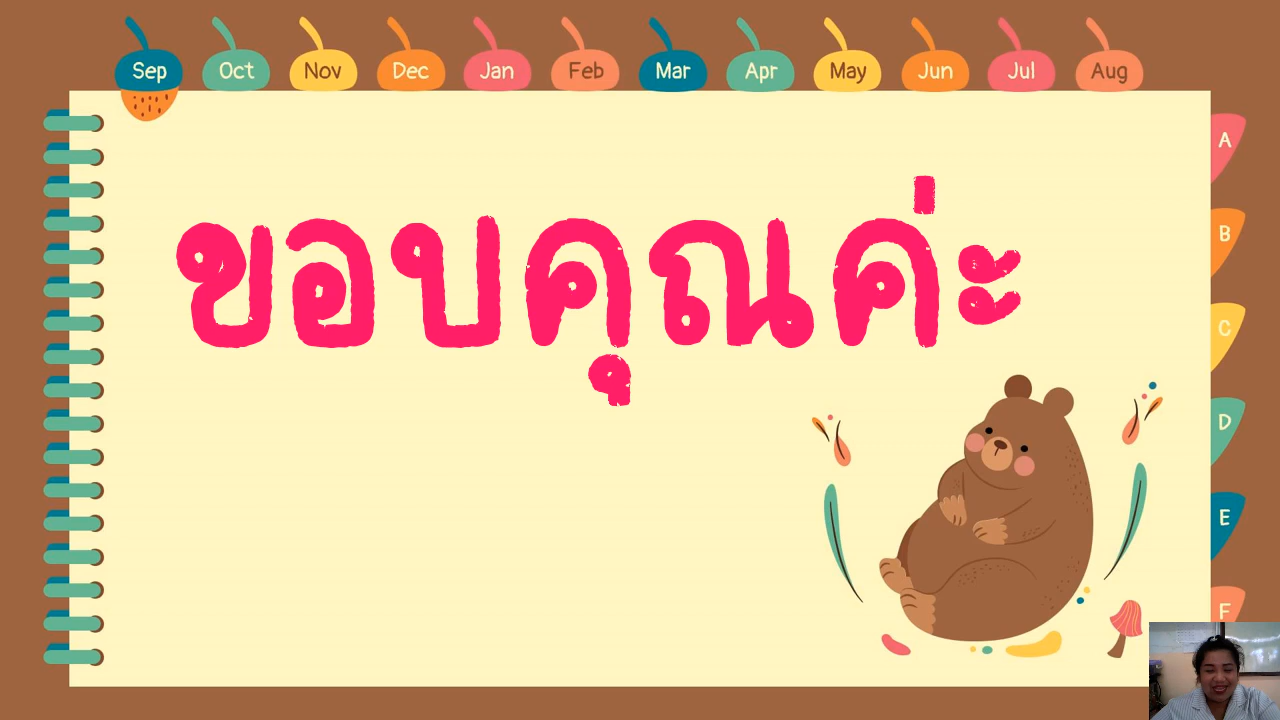 Sep Oct Nov Dec Jan Feb Mar Apr May Jun Jul Aug
ขอบคุณค่ะ
A
B
C
D
E
F